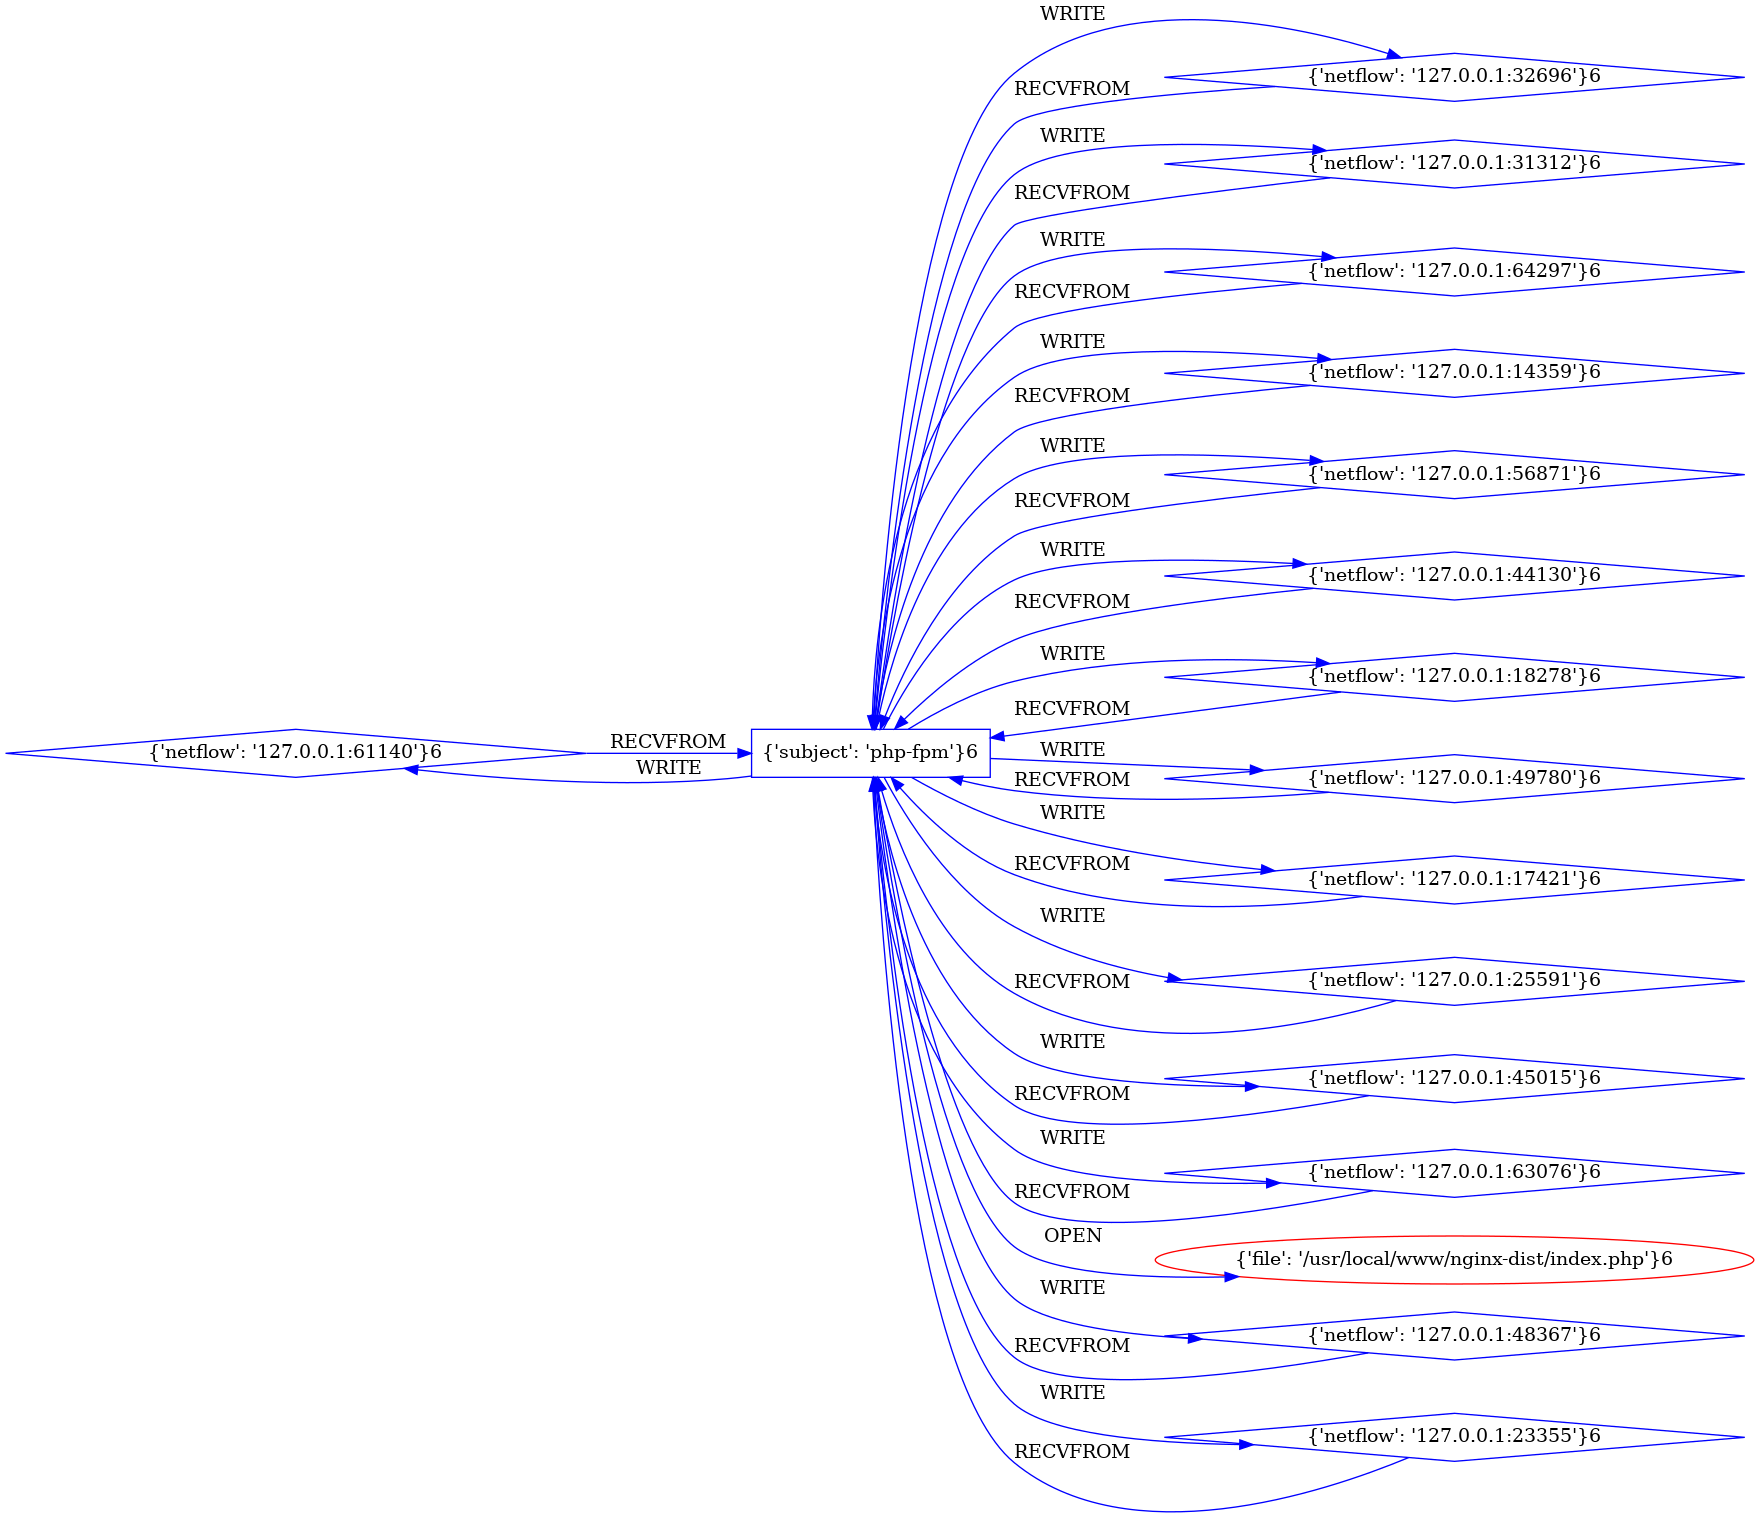 WRITE
{'netflow': '127.0.0.1:32696'}6
RECVFROM
WRITE
{'netflow': '127.0.0.1:31312'}6
RECVFROM
WRITE
{'netflow': '127.0.0.1:64297'}6
RECVFROM
WRITE
{'netflow': '127.0.0.1:14359'}6
RECVFROM
WRITE
{'netflow': '127.0.0.1:56871'}6
RECVFROM
WRITE
{'netflow': '127.0.0.1:44130'}6
RECVFROM
WRITE
{'netflow': '127.0.0.1:18278'}6
RECVFROM
{'netflow': '127.0.0.1:61140'}6
RECVFROM
WRITE
{'subject': 'php-fpm'}6
WRITE
{'netflow': '127.0.0.1:49780'}6
RECVFROM
WRITE
{'netflow': '127.0.0.1:17421'}6
RECVFROM
WRITE
{'netflow': '127.0.0.1:25591'}6
RECVFROM
WRITE
{'netflow': '127.0.0.1:45015'}6
RECVFROM
WRITE
{'netflow': '127.0.0.1:63076'}6
RECVFROM
OPEN
{'file': '/usr/local/www/nginx-dist/index.php'}6
WRITE
{'netflow': '127.0.0.1:48367'}6
RECVFROM
WRITE
{'netflow': '127.0.0.1:23355'}6
RECVFROM